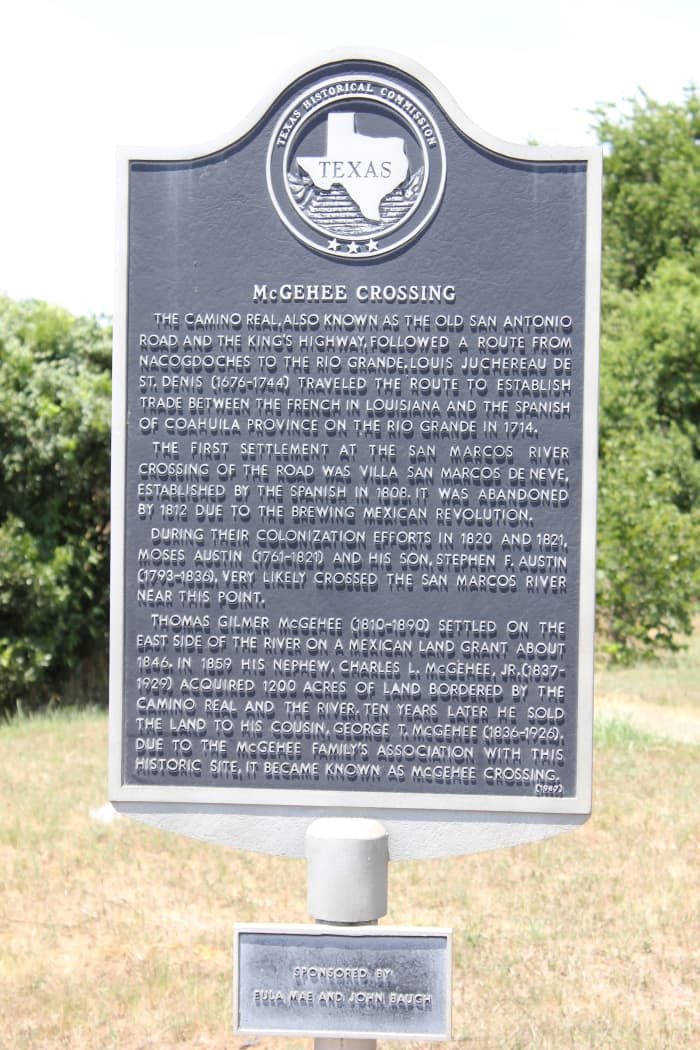 TEXAS HISTORICAL COMMISSION
TEXAS
McGEHEE CROSSING
THE CAMINO REAL, ALSO KNOWN AS THE OLD SAN ANTONIO
ROAD AND THE KING'S HIGHWAY, FOLLOWED A ROUTE FROM
NACOGDOCHES TO THE RIO GRANDE. LOUIS JUCHEREAU DE
ST. DENIS (1676-1744) TRAVELED THE ROUTE TO ESTABLISH
TRADE BETWEEN THE FRENCH IN LOUISIANA AND THE SPANISH
OF COAHUILA PROVINCE ON THE RIO GRANDE IN 1714.
THE FIRST SETTLEMENT AT THE SAN MARCOS RIVER
CROSSING OF THE ROAD WAS VILLA SAN MARCOS DE NEVE,
ESTABLISHED BY THE SPANISH IN 1808. IT WAS ABANDONED
BY 1812 DUE TO THE BREWING MEXICAN REVOLUTION.
DURING THEIR COLONIZATION EFFORTS IN 1820 AND 1821,
MOSES AUSTIN (1761-1821) AND HIS SON, STEPHEN F. AUSTIN
(1793-1836), VERY LIKELY CROSSED THE SAN MARCOS RIVER
NEAR THIS POINT.
THOMAS GILMER McGEHEE (1810-1890) SETTLED ON THE
EAST SIDE OF THE RIVER ON A MEXICAN LAND GRANT ABOUT
1846. IN 1859 HIS NEPHEW, CHARLES L. McGEHEE, JR. (1837-
1929) ACQUIRED 1200 ACRES OF LAND BORDERED BY THE
CAMINO REAL AND THE RIVER. TEN YEARS LATER HE SOLD
THE LAND TO HIS COUSIN, GEORGE T. McGEHEE (1836-1926).
DUE TO THE McGEHEE FAMILY'S ASSOCIATION WITH THIS
HISTORIC SITE, IT BECAME KNOWN AS McGEHEE CROSSING.
SPONSORED BY
EULA MAE AND JOHN BAUGH